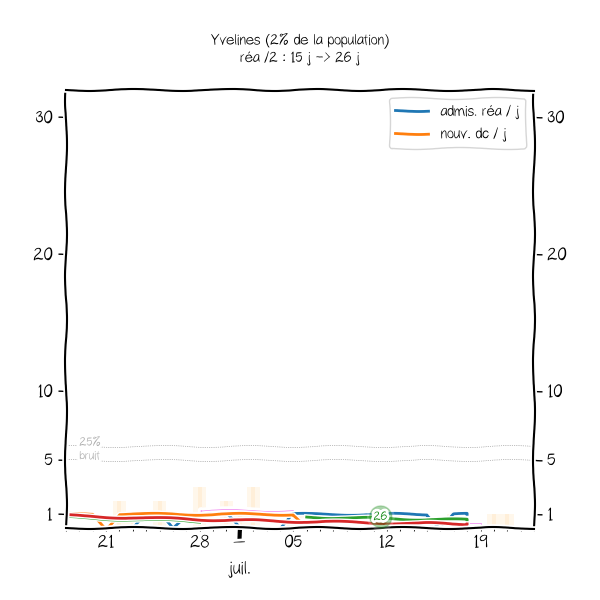 Yvelines (2% de la population)
réa /2 : 15 j -> 26 j
admis. réa / j
nouv. dc / j
30 30
20 20
10 10
25%
bruit
5 5
26
1 1
21 28 1 05 12 19
juil.